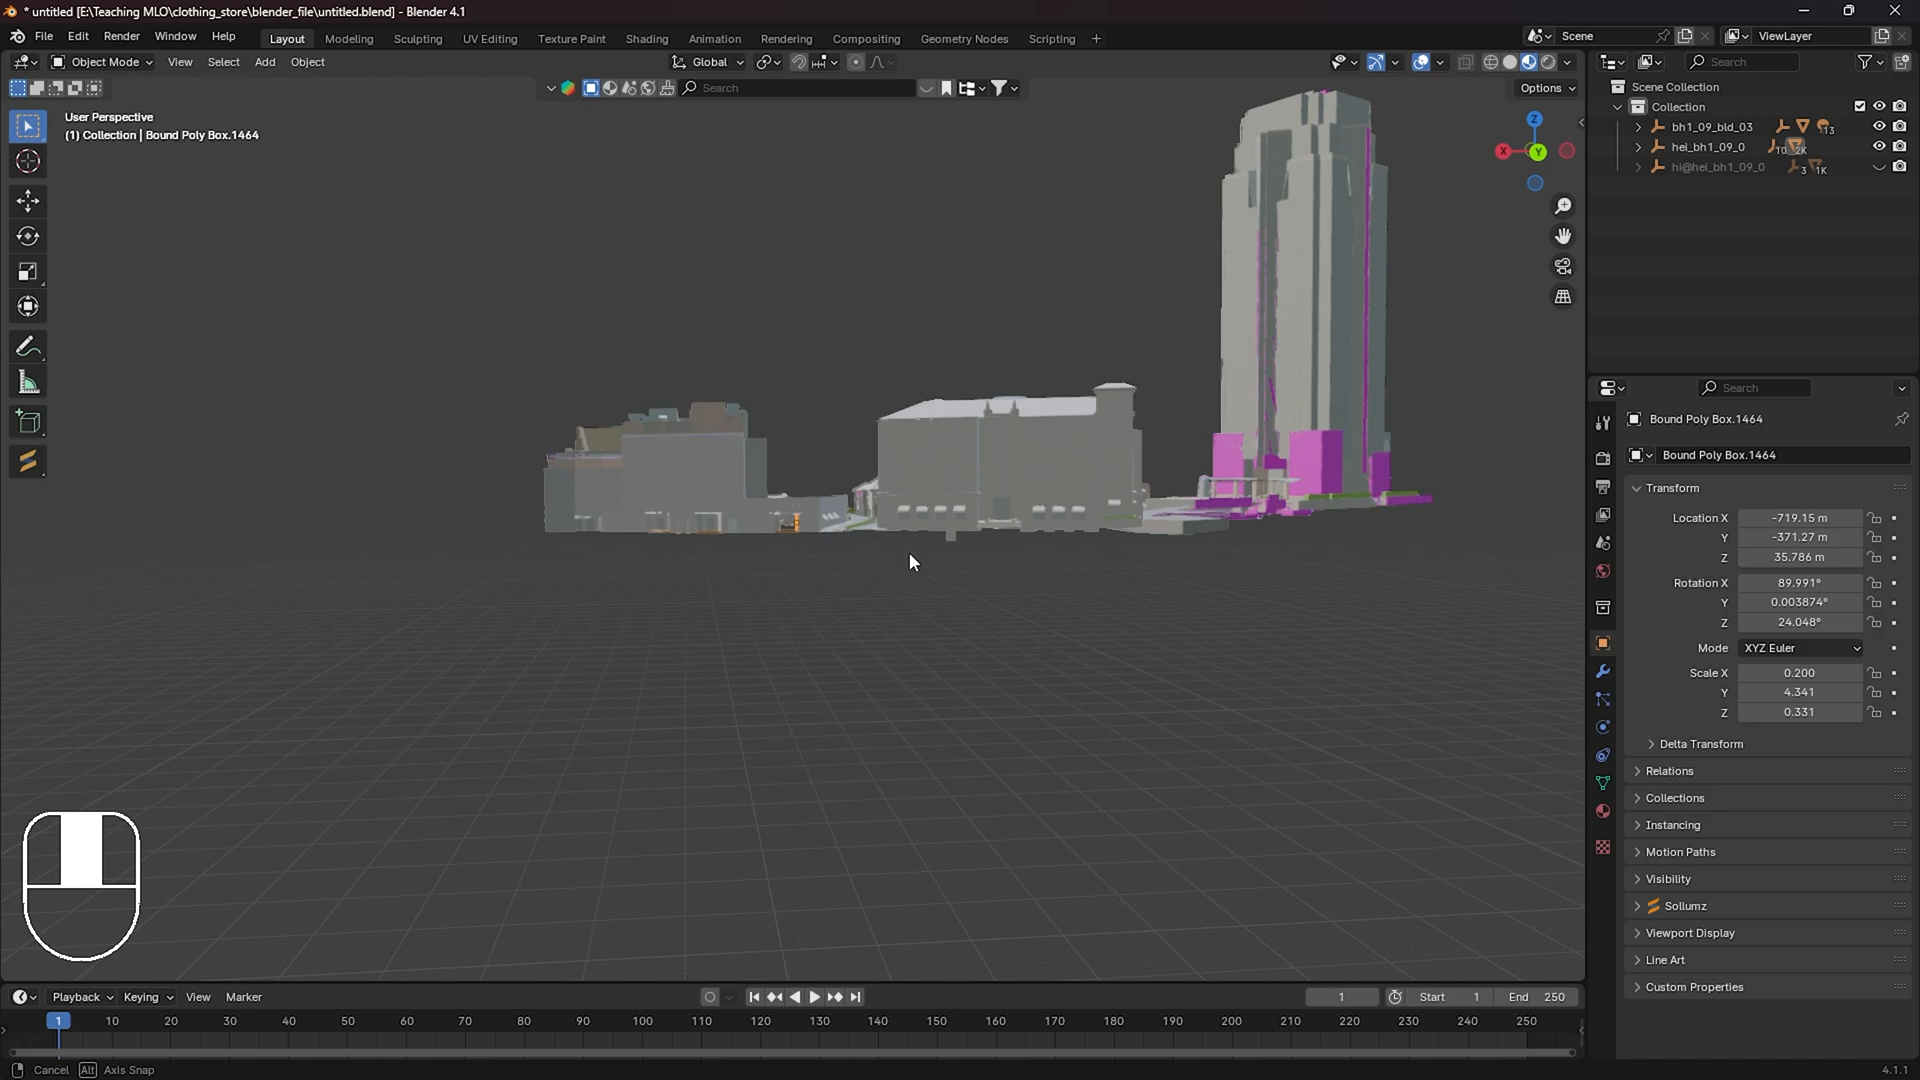 * untitled [E:\Teaching MLO\clothing_store\blender_file\untitled.blend] - Blender 4.1
File Edit Render Window Help
Layout Modeling Sculpting UV Editing Texture Paint Shading Animation Rendering Compositing Geometry Nodes Scripting +
Scene
ViewLayer
Object Mode View Select Add Object
Global
Search
Search
Options
User Perspective
(1) Collection | Bound Poly Box.1464
Z
X
Y
Scene Collection
Collection
bh1_09_bld_03 13
hei_bh1_09_0 10 2K
hi@hei_bh1_09_0 3 1K
Search
Bound Poly Box.1464
Bound Poly Box.1464
Transform
Location X -719.15 m
Y -371.27 m
Z 35.786 m
Rotation X 89.991°
Y 0.003874°
Z 24.048°
Mode XYZ Euler
Scale X 0.200
Y 4.341
Z 0.331
Delta Transform
Relations
Collections
Instancing
Motion Paths
Visibility
Sollumz
Viewport Display
Line Art
Custom Properties
Playback Keying View Marker
1 Start 1 End 250
1 10 20 30 40 50 60 70 80 90 100 110 120 130 140 150 160 170 180 190 200 210 220 230 240 250
Cancel Alt Axis Snap
4.1.1